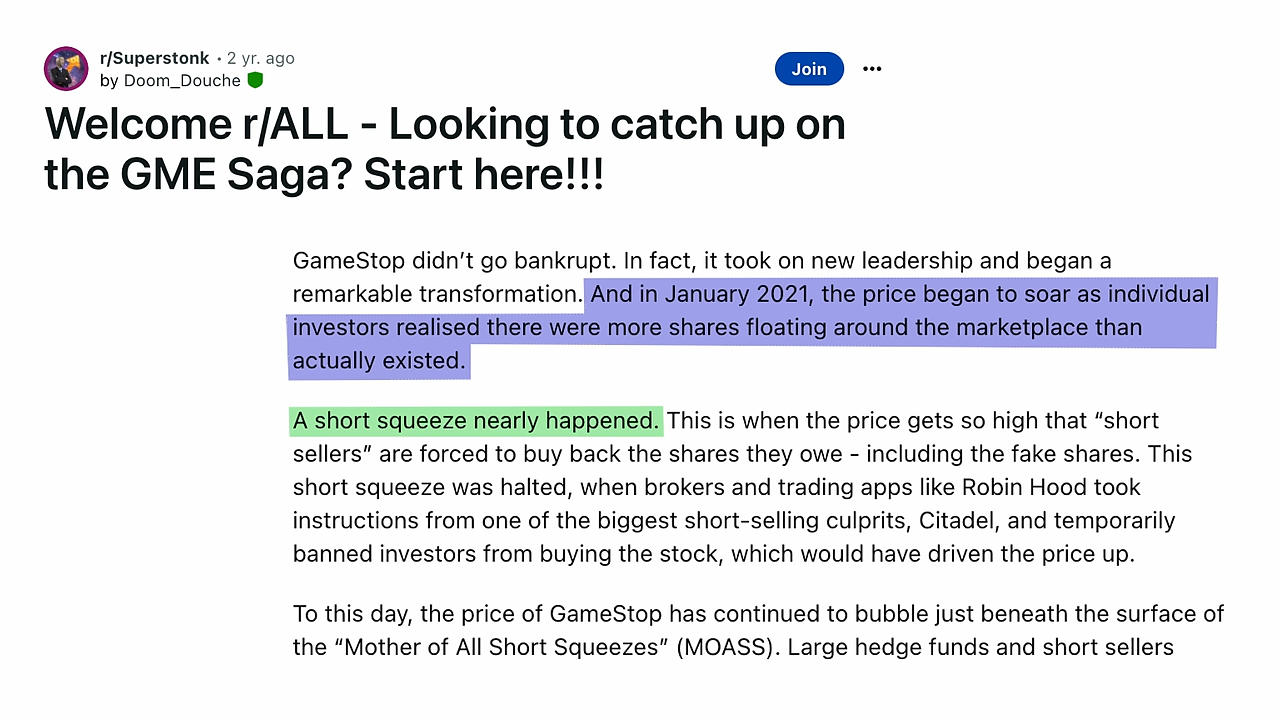 r/Superstonk • 2 yr. ago
by Doom_Douche
Join
Welcome r/ALL - Looking to catch up on
the GME Saga? Start here!!!
GameStop didn’t go bankrupt. In fact, it took on new leadership and began a
remarkable transformation. And in January 2021, the price began to soar as individual
investors realised there were more shares floating around the marketplace than
actually existed.
A short squeeze nearly happened. This is when the price gets so high that “short
sellers” are forced to buy back the shares they owe - including the fake shares. This
short squeeze was halted, when brokers and trading apps like Robin Hood took
instructions from one of the biggest short-selling culprits, Citadel, and temporarily
banned investors from buying the stock, which would have driven the price up.
To this day, the price of GameStop has continued to bubble just beneath the surface of
the “Mother of All Short Squeezes” (MOASS). Large hedge funds and short sellers